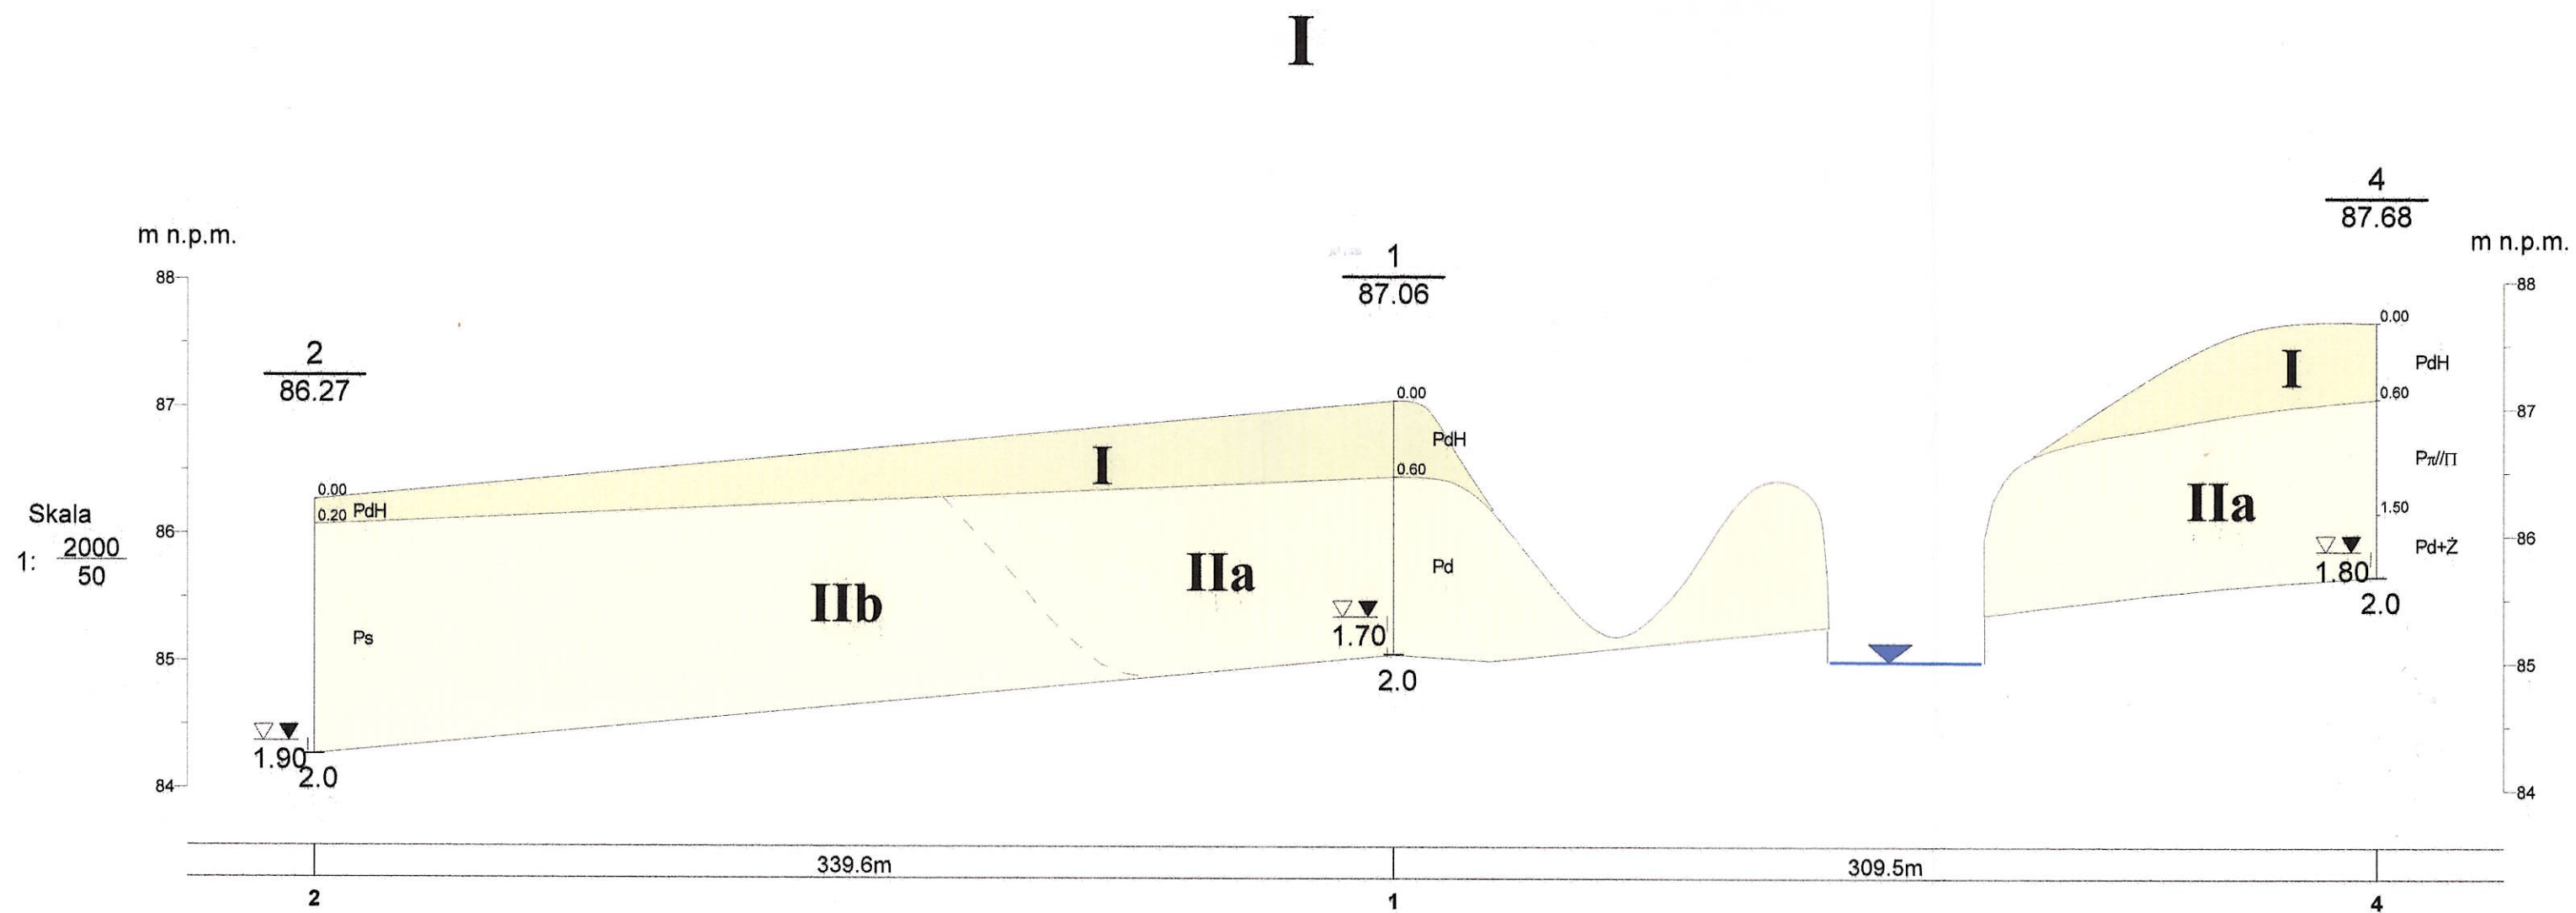 I
4
87.68
m n.p.m.
m n.p.m.
1
87.06
88
88
2
86.27
0.00
PdH
I
0.60
0.00
87
87
PdH
I
0.60
Pπ//Π
IIa
1.50
0.00
0.20 PdH
Skala
1: 2000
50
86
86
Pd+Ż
1.80
2.0
IIb
IIa
Pd
1.70
2.0
Ps
85
85
1.90
2.0
84
84
339.6m
309.5m
2
1
4